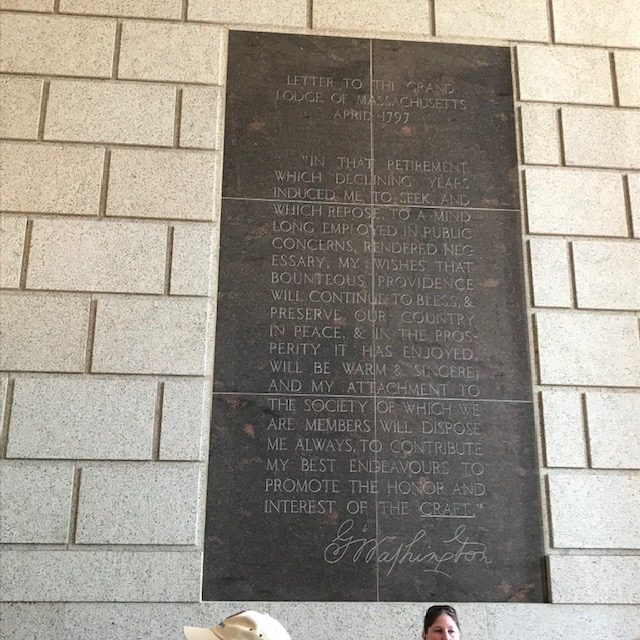 LETTER TO THE GRAND
LODGE OF MASSACHUSETTS
APRIL 1797
"IN THAT RETIREMENT
WHICH DECLINING YEARS
INDUCED ME TO SEEK, AND
WHICH REPOSE, TO A MIND
LONG EMPLOYED IN PUBLIC
CONCERNS, RENDERED NEC-
ESSARY, MY WISHES THAT
BOUNTEOUS PROVIDENCE
WILL CONTINUE TO BLESS, &
PRESERVE OUR COUNTRY
IN PEACE, & IN THE PROS-
PERITY IT HAS ENJOYED,
WILL BE WARM & SINCERE;
AND MY ATTACHMENT TO
THE SOCIETY OF WHICH WE
ARE MEMBERS WILL DISPOSE
ME ALWAYS, TO CONTRIBUTE
MY BEST ENDEAVOURS TO
PROMOTE THE HONOR AND
INTEREST OF THE CRAFT."
G. Washington